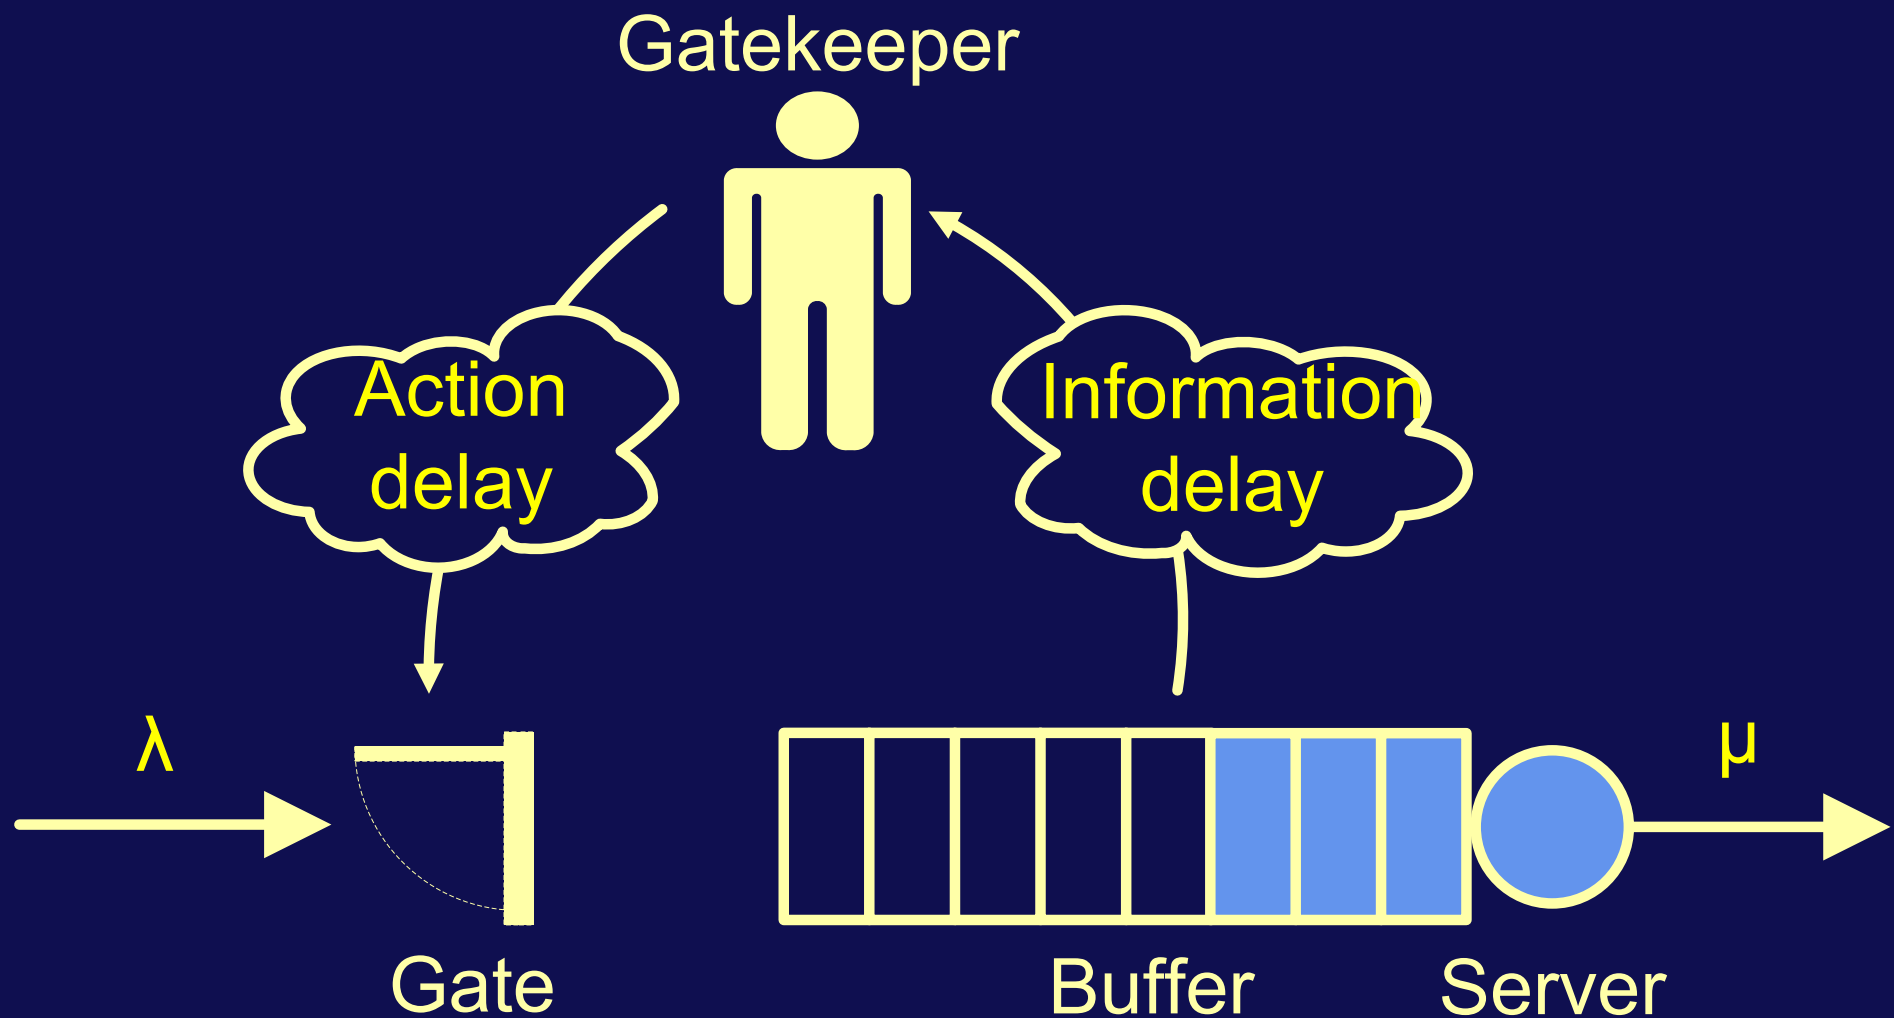 Gatekeeper
Action
delay
Information
delay
λ
μ
Gate
Buffer
Server